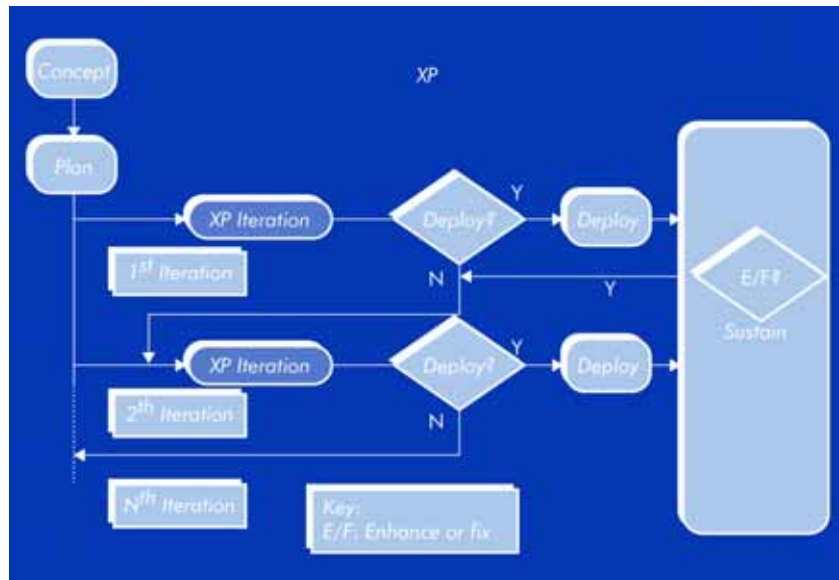 Concept
XP
Plan
XP Iteration
Deploy?
Y
Deploy
1st Iteration
N
Y
E/F?
Sustain
XP Iteration
Deploy?
Y
Deploy
2th Iteration
N
Nth Iteration
Key:
E/F: Enhance or fix